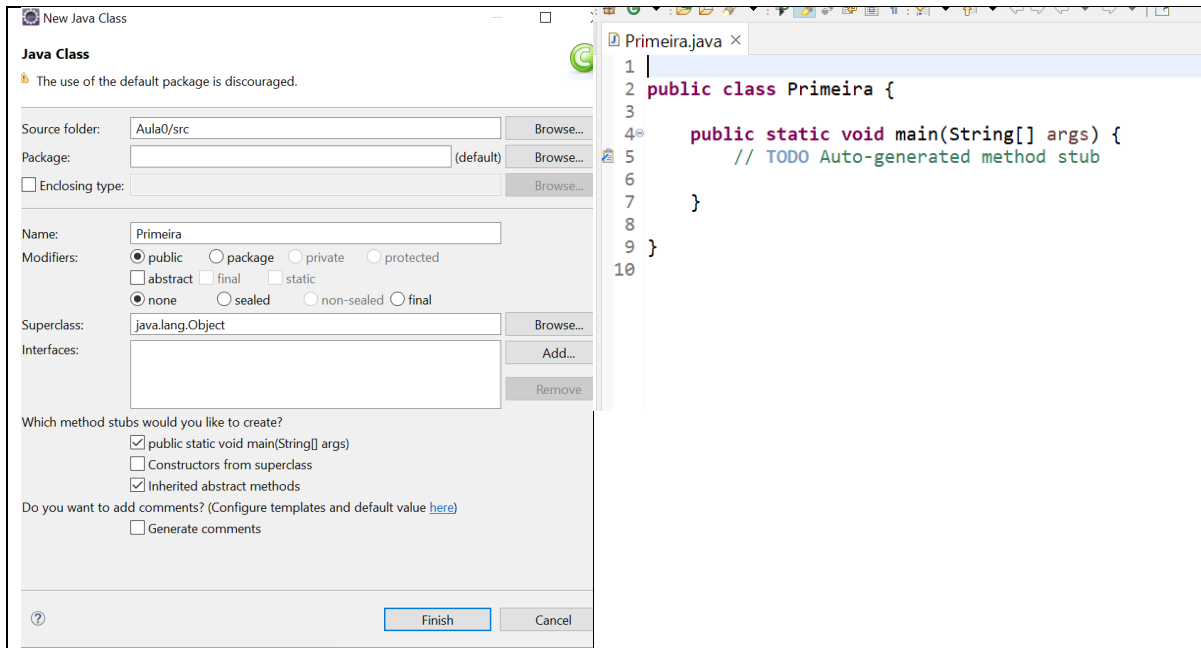 New Java Class
Java Class
The use of the default package is discouraged.
Source folder: Aula0/src Browse...
Package: (default) Browse...
Enclosing type: Browse...
Name: Primeira
Modifiers: public package private protected
abstract final static
none sealed non-sealed final
Superclass: java.lang.Object Browse...
Interfaces: Add...
Remove
Which method stubs would you like to create?
public static void main(String[] args)
Constructors from superclass
Inherited abstract methods
Do you want to add comments? (Configure templates and default value here)
Generate comments
? Finish Cancel
Primeira.java
1
2 public class Primeira {
3
4 public static void main(String[] args) {
5 // TODO Auto-generated method stub
6
7 }
8
9 }
10